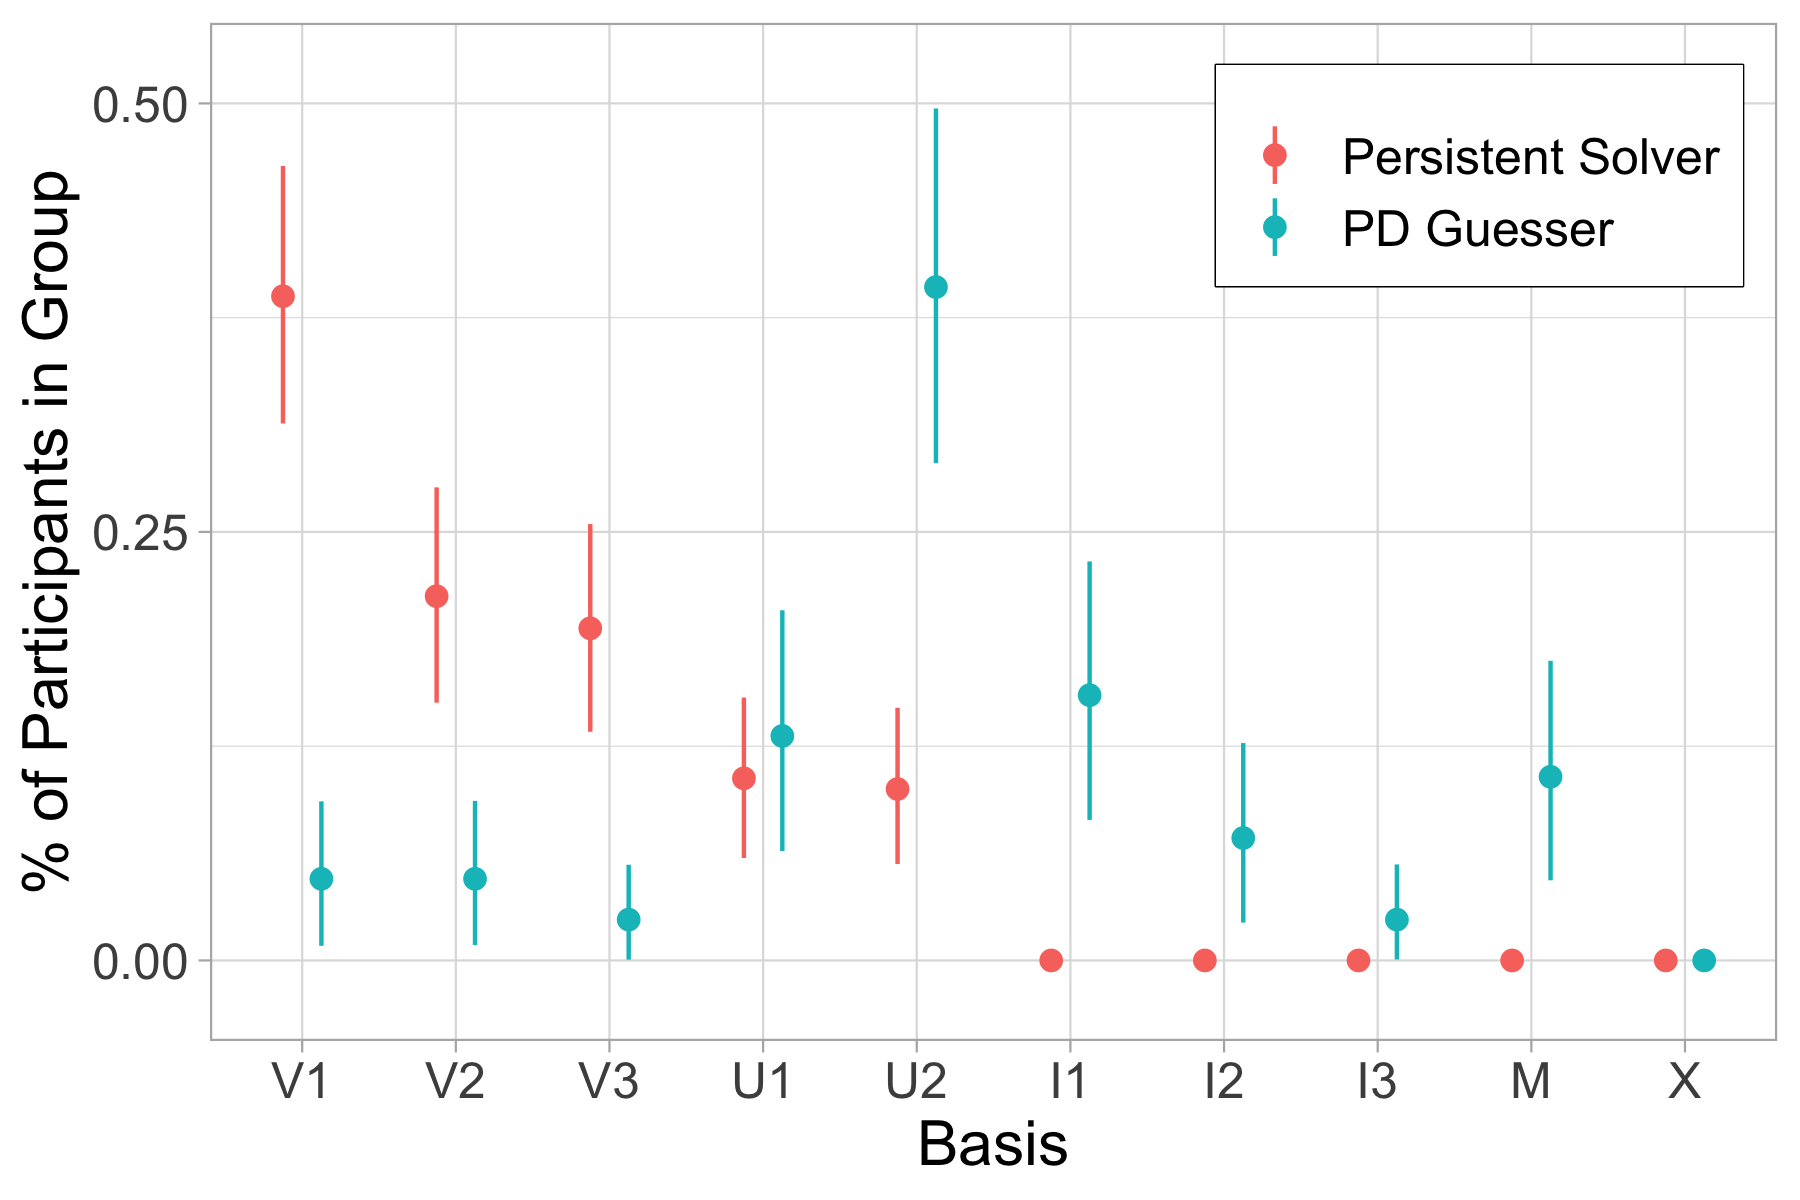 % of Participants in Group
0.50
0.25
0.00
Persistent Solver
PD Guesser
V1 V2 V3 U1 U2 I1 I2 I3 M X
Basis